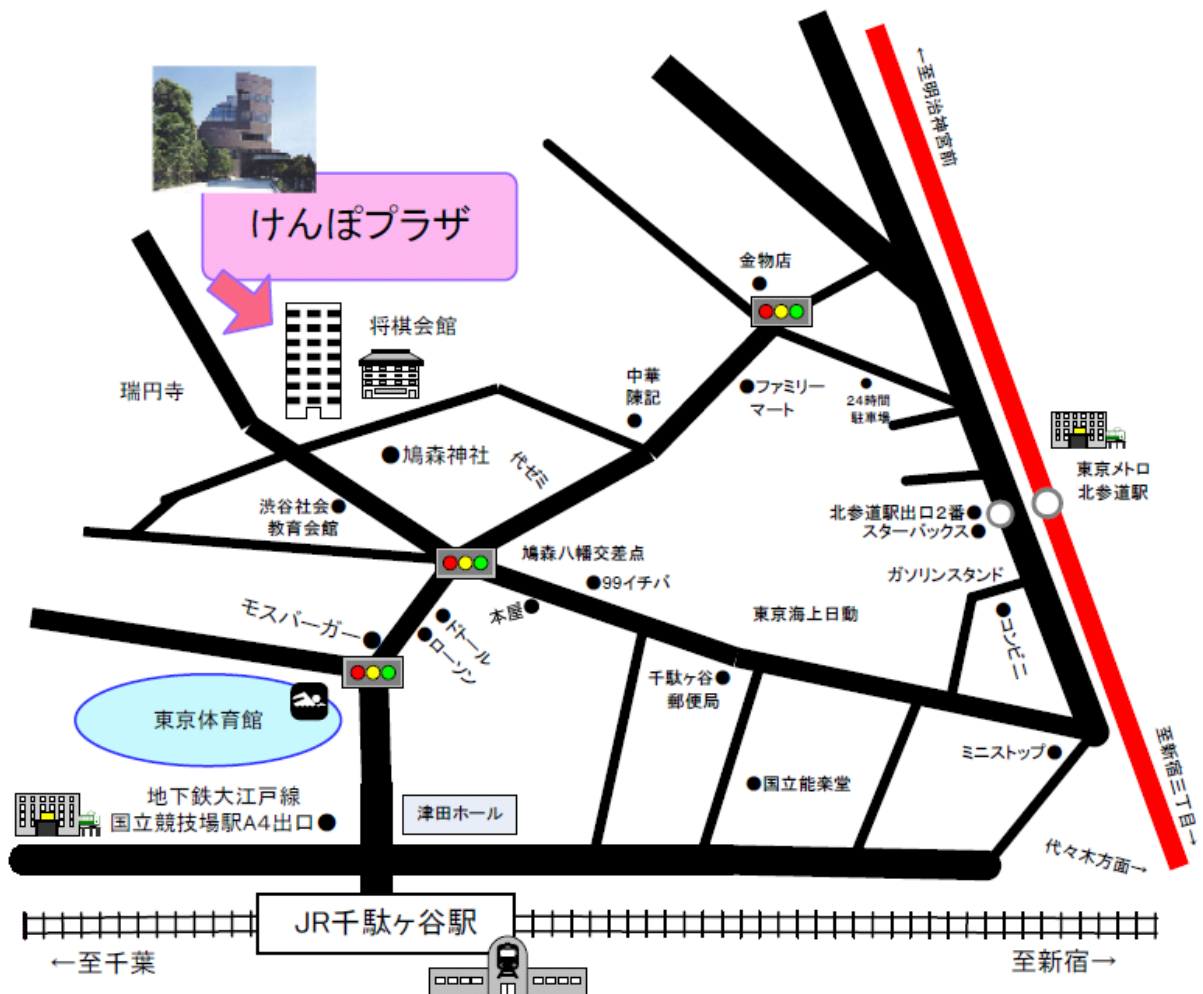 ←至明治神宮前
けんぽプラザ
金物店
将棋会館
瑞円寺
中華
陳記
ファミリー
マート
24時間
駐車場
東京メトロ
北参道駅
●鳩森神社
代ゼミ
渋谷社会●
教育会館
北参道駅出口2番●
スターバックス●
鳩森八幡交差点
●99イチバ
ガソリンスタンド
本屋●
モスバーガー●
●ドトール
●ローソン
東京海上日動
●コンビニ
千駄ヶ谷●
郵便局
東京体育館
ミニストップ●
至新宿三丁目→
●国立能楽堂
地下鉄大江戸線
国立競技場駅A4出口●
津田ホール
代々木方面→
JR千駄ヶ谷駅
←至千葉
至新宿→